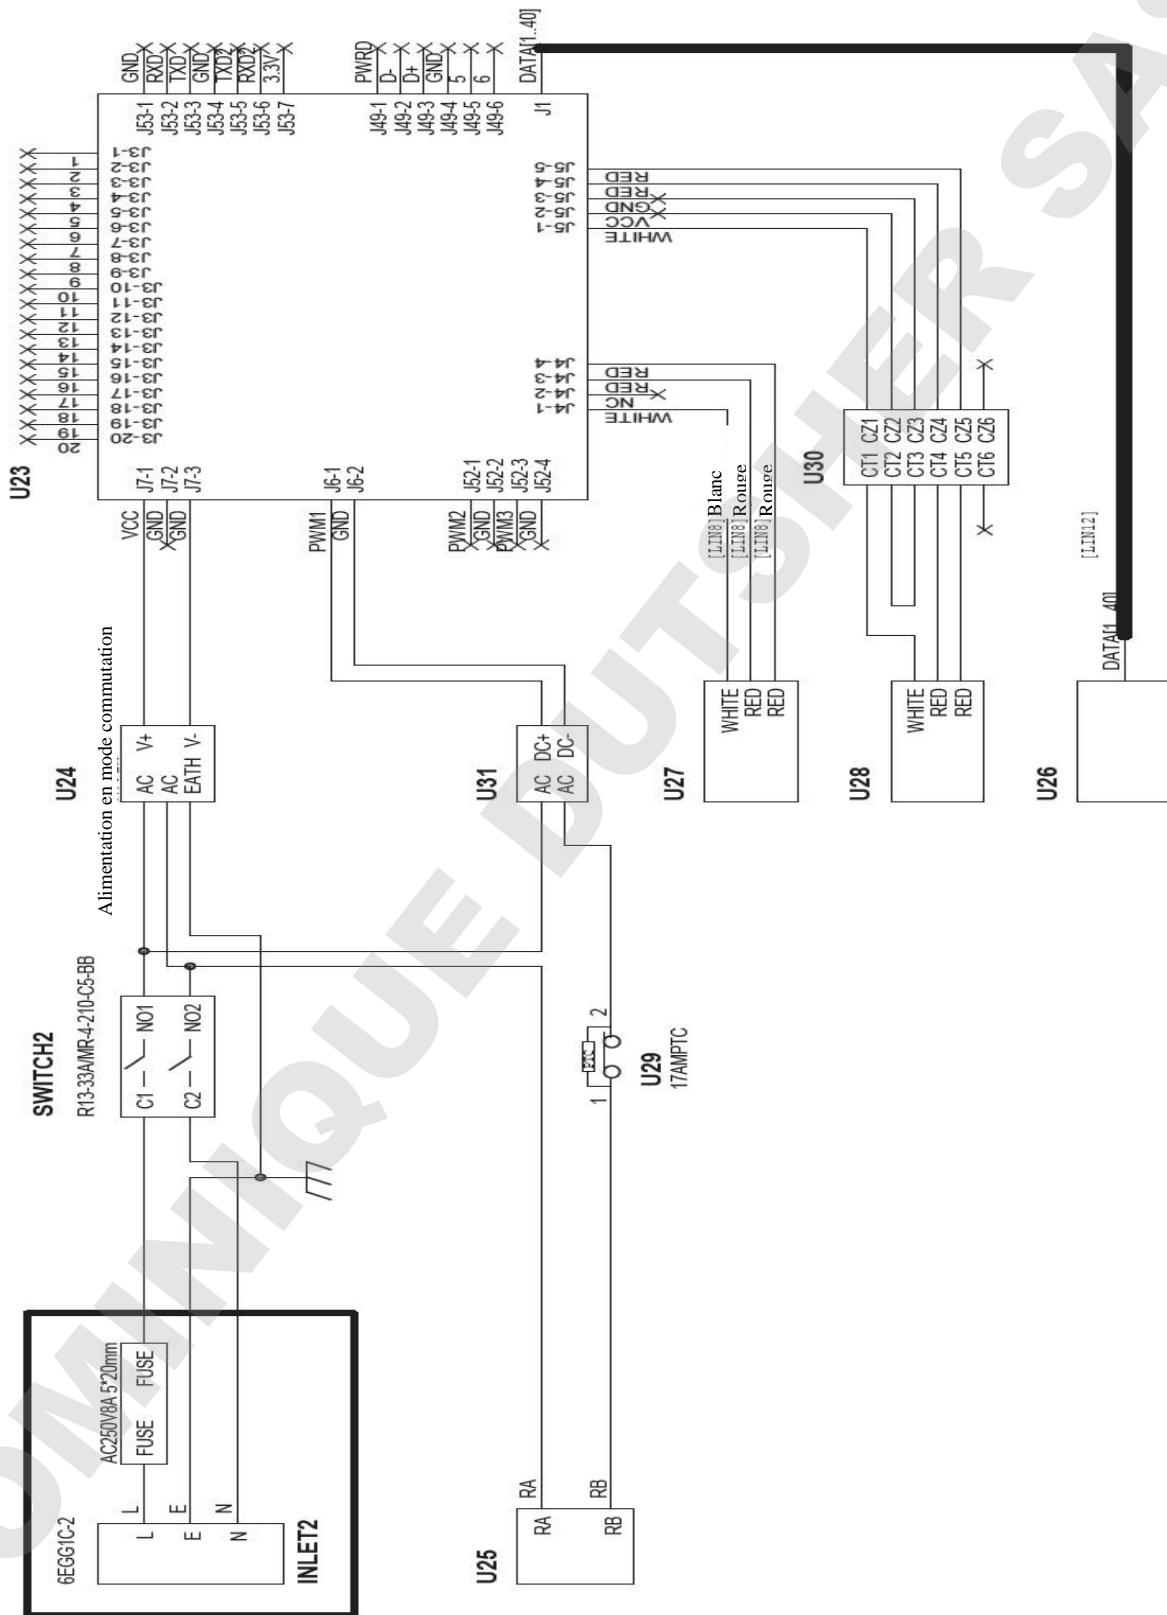 U23
J3-1
J3-2
J3-3
J3-4
J3-5
J3-6
J3-7
J3-8
J3-9
J3-10
J3-11
J3-12
J3-13
J3-14
J3-15
J3-16
J3-17
J3-18
J3-19
J3-20
1
2
3
4
5
6
7
8
9
10
11
12
13
14
15
16
17
18
19
20
GND
RXD
TXD
GND
TXD2
RXD2
3.3V
J53-1
J53-2
J53-3
J53-4
J53-5
J53-6
J53-7
PWRD
D-
D+
GND
5
6
J49-1
J49-2
J49-3
J49-4
J49-5
J49-6
DATA[1..40]
J1
J5-5
J5-4
J5-3
J5-2
J5-1
RED
RED
GND
VCC
WHITE
J4-4
J4-3
J4-2
J4-1
RED
RED
NC
WHITE
J7-1
J7-2
J7-3
VCC
GND
GND
J6-1
J6-2
PWM1
GND
J52-1
J52-2
J52-3
J52-4
PWM2
GND
PWM3
GND
[LIN8] Blanc
[LIN8] Rouge
[LIN8] Rouge
U30
CT1 CZ1
CT2 CZ2
CT3 CZ3
CT4 CZ4
CT5 CZ5
CT6 CZ6
[LIN12]
DATA[1..40]
U24
Alimentation en mode commutation
AC V+
AC
EATH V-
U31
AC DC+
AC DC-
U27
WHITE
RED
RED
U28
WHITE
RED
RED
U26
SWITCH2
R13-33A/MR-4-210-C5-BB
C1 NO1
C2 NO2
PTC
1 2
U29
17AMPTC
AC250V8A 5*20mm
FUSE FUSE
6EGG1C-2
L L
E E
N N
INLET2
U25
RA RA
RB RB
OMINIQUE DUTSHER SAS